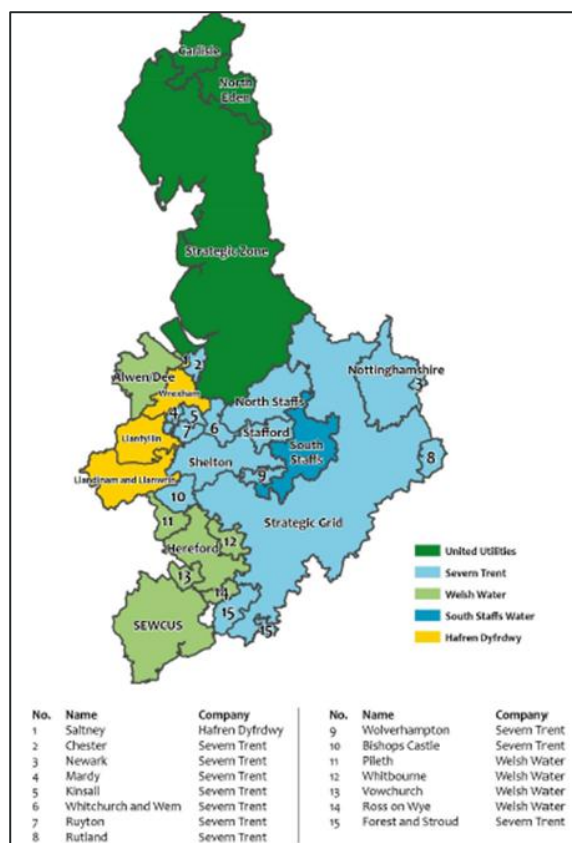 Carlisle
North
Eden
Strategic Zone
Alwen/Dee
1
2
Wrexham
Nottinghamshire
3
North Staffs
4
5
7
6
Stafford
Llanfyllin
South
Staffs
Shelton
8
9
Llandinam and Llanwrin
10
Strategic Grid
11
12
Hereford
13
14
15
15
SEWCUS
United Utilities
Severn Trent
Welsh Water
South Staffs Water
Hafren Dyfrdwy
No. Name Company
1 Saltney Hafren Dyfrdwy
2 Chester Severn Trent
3 Newark Severn Trent
4 Mardy Severn Trent
5 Kinsall Severn Trent
6 Whitchurch and Wem Severn Trent
7 Ruyton Severn Trent
8 Rutland Severn Trent
No. Name Company
9 Wolverhampton Severn Trent
10 Bishops Castle Severn Trent
11 Pilleth Welsh Water
12 Whitbourne Welsh Water
13 Vowchurch Welsh Water
14 Ross on Wye Welsh Water
15 Forest and Stroud Severn Trent